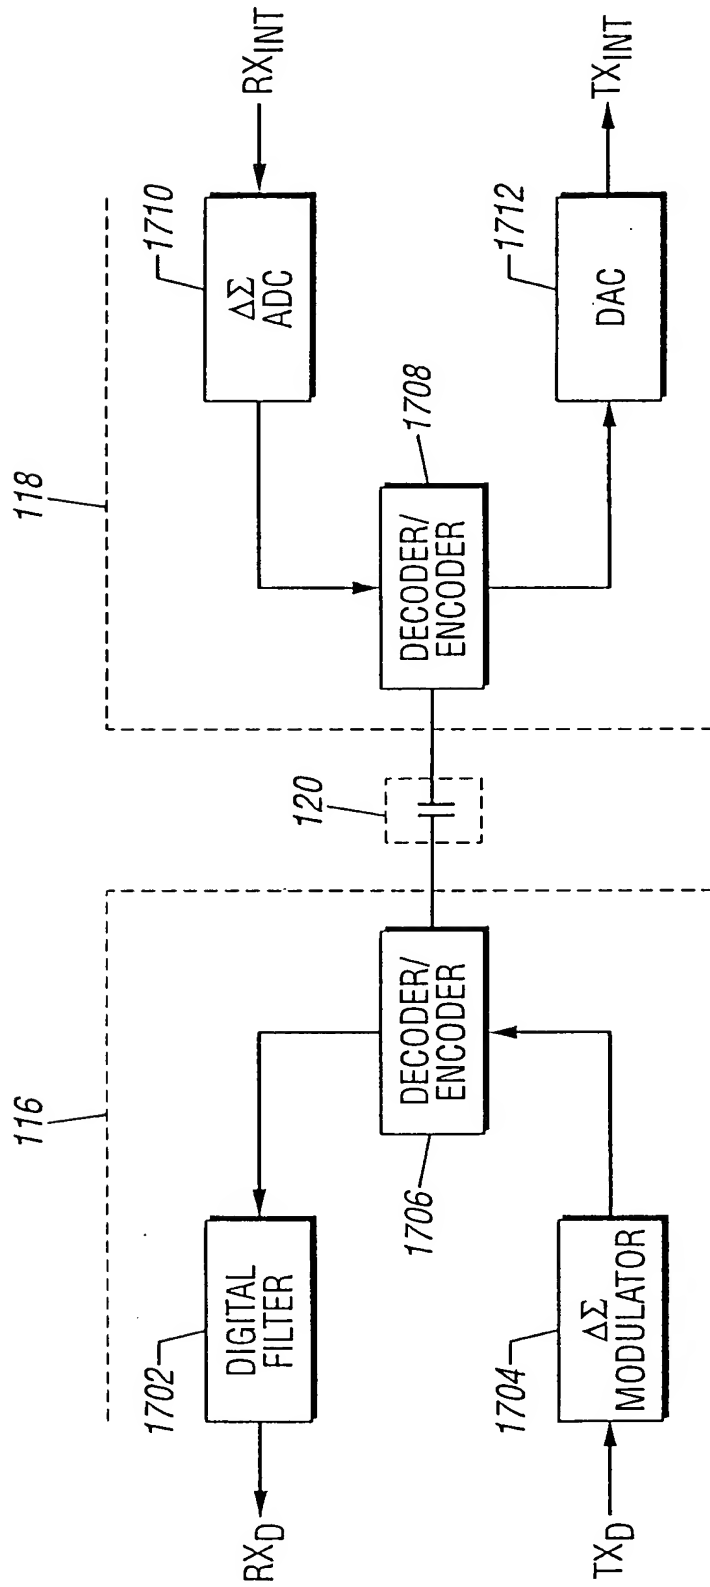 116
118
120
RX_D
1702
DIGITAL
FILTER
1710
ΔΣ
ADC
RX_INT
1706
DECODER/
ENCODER
1708
DECODER/
ENCODER
TX_D
1704
ΔΣ
MODULATOR
1712
DAC
TX_INT